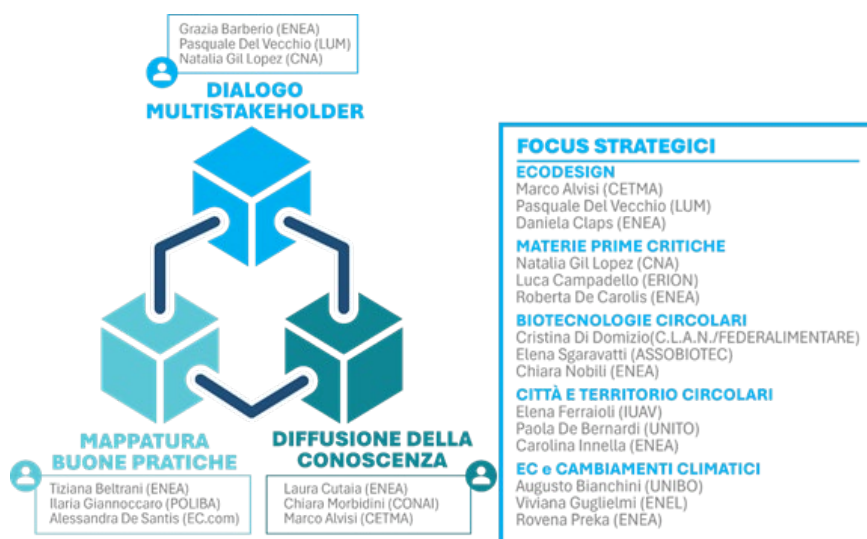 Grazia Barberio (ENEA)
Pasquale Del Vecchio (LUM)
Natalia Gil Lopez (CNA)
DIALOGO
MULTISTAKEHOLDER
MAPPATURA
BUONE PRATICHE
Tiziana Beltrani (ENEA)
Ilaria Giannoccaro (POLIBA)
Alessandra De Santis (EC.com)
DIFFUSIONE DELLA
CONOSCENZA
Laura Cutaia (ENEA)
Chiara Morbidini (CONAI)
Marco Alvisi (CETMA)
FOCUS STRATEGICI
ECODESIGN
Marco Alvisi (CETMA)
Pasquale Del Vecchio (LUM)
Daniela Claps (ENEA)
MATERIE PRIME CRITICHE
Natalia Gil Lopez (CNA)
Luca Campadello (ERION)
Roberta De Carolis (ENEA)
BIOTECNOLOGIE CIRCOLARI
Cristina Di Domizio(C.L.A.N./FEDERALIMENTARE)
Elena Sgaravatti (ASSOBIOTEC)
Chiara Nobili (ENEA)
CITTÀ E TERRITORIO CIRCOLARI
Elena Ferraioli (IUAV)
Paola De Bernardi (UNITO)
Carolina Innella (ENEA)
EC e CAMBIAMENTI CLIMATICI
Augusto Bianchini (UNIBO)
Viviana Guglielmi (ENEL)
Rovena Preka (ENEA)